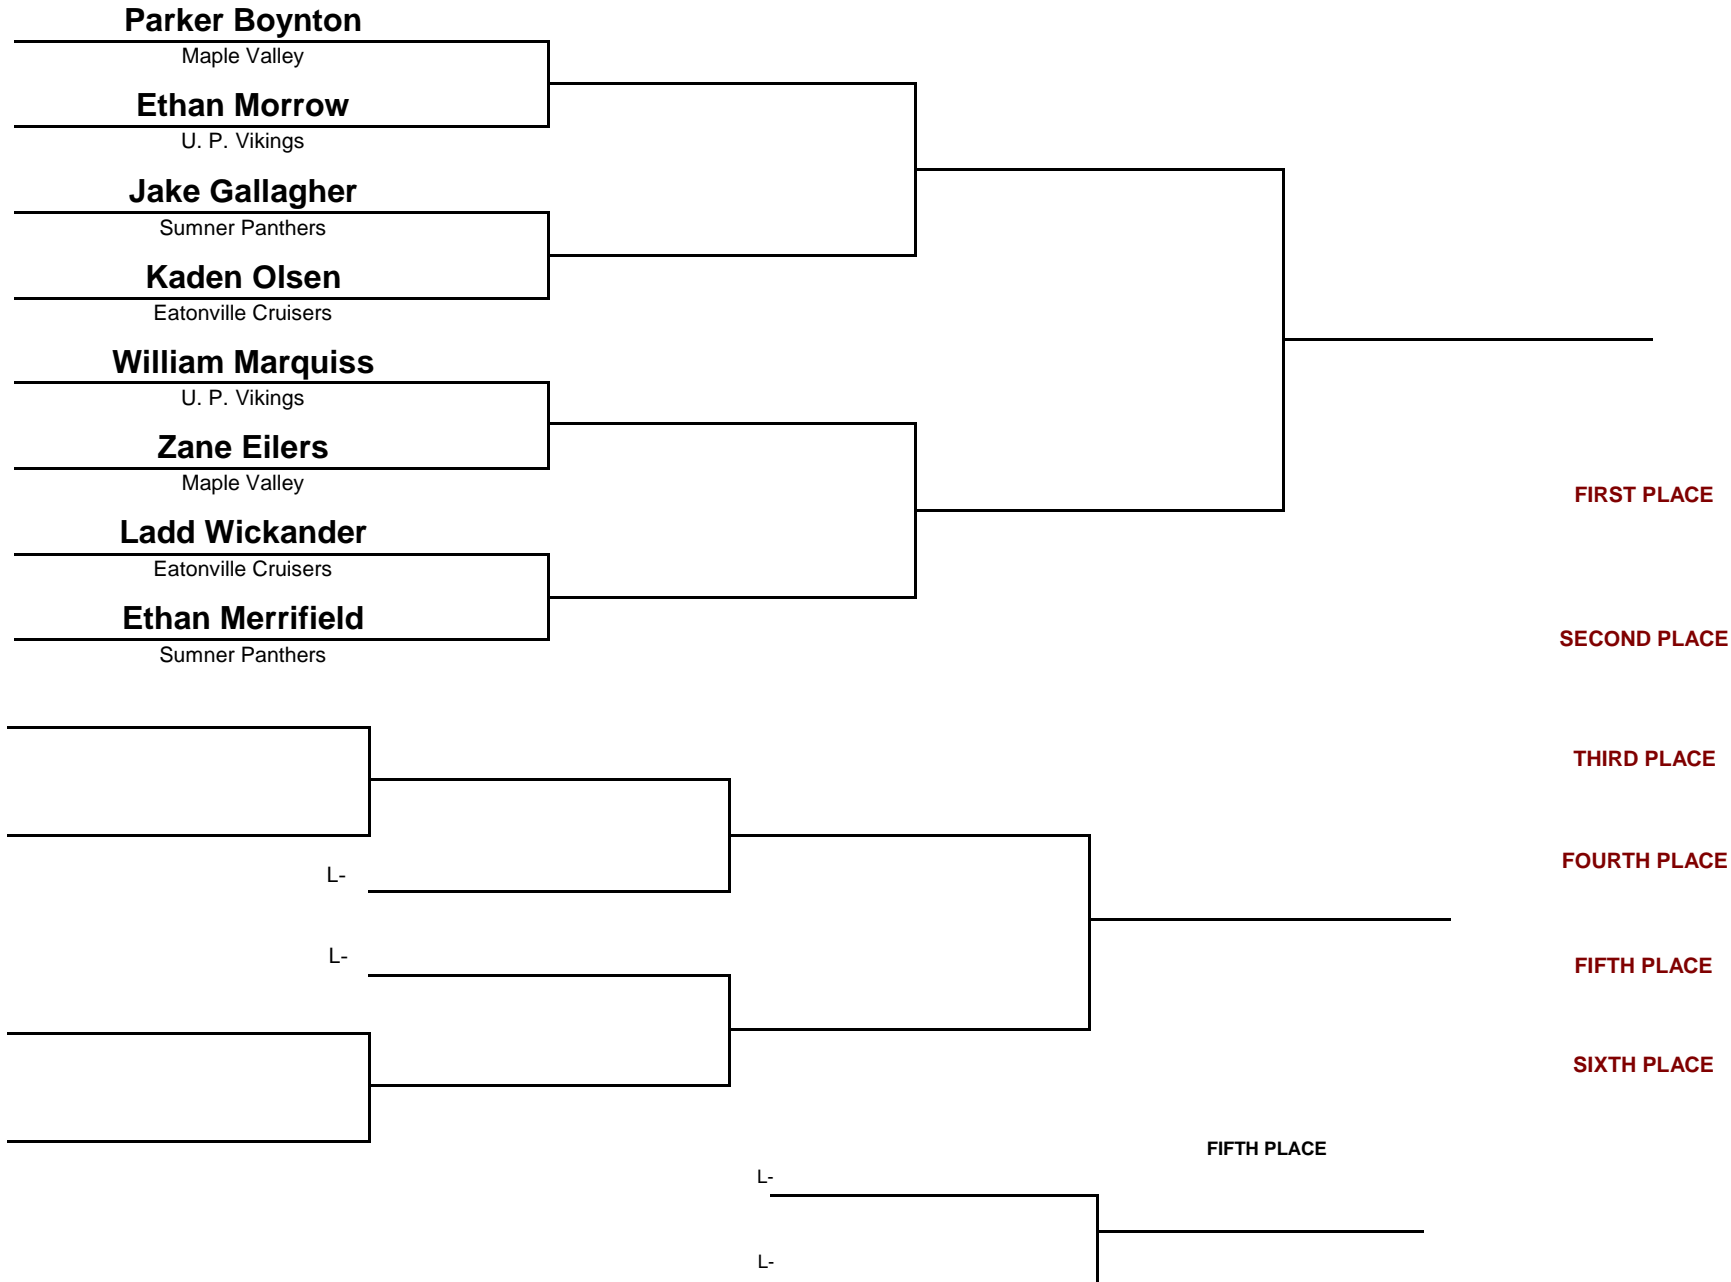 Parker Boynton
Maple Valley
Ethan Morrow
U. P. Vikings
Jake Gallagher
Sumner Panthers
Kaden Olsen
Eatonville Cruisers
William Marquiss
U. P. Vikings
Zane Eilers
Maple Valley
FIRST PLACE
Ladd Wickander
Eatonville Cruisers
Ethan Merrifield
SECOND PLACE
Sumner Panthers
THIRD PLACE
FOURTH PLACE
L-
L-
FIFTH PLACE
SIXTH PLACE
FIFTH PLACE
L-
L-